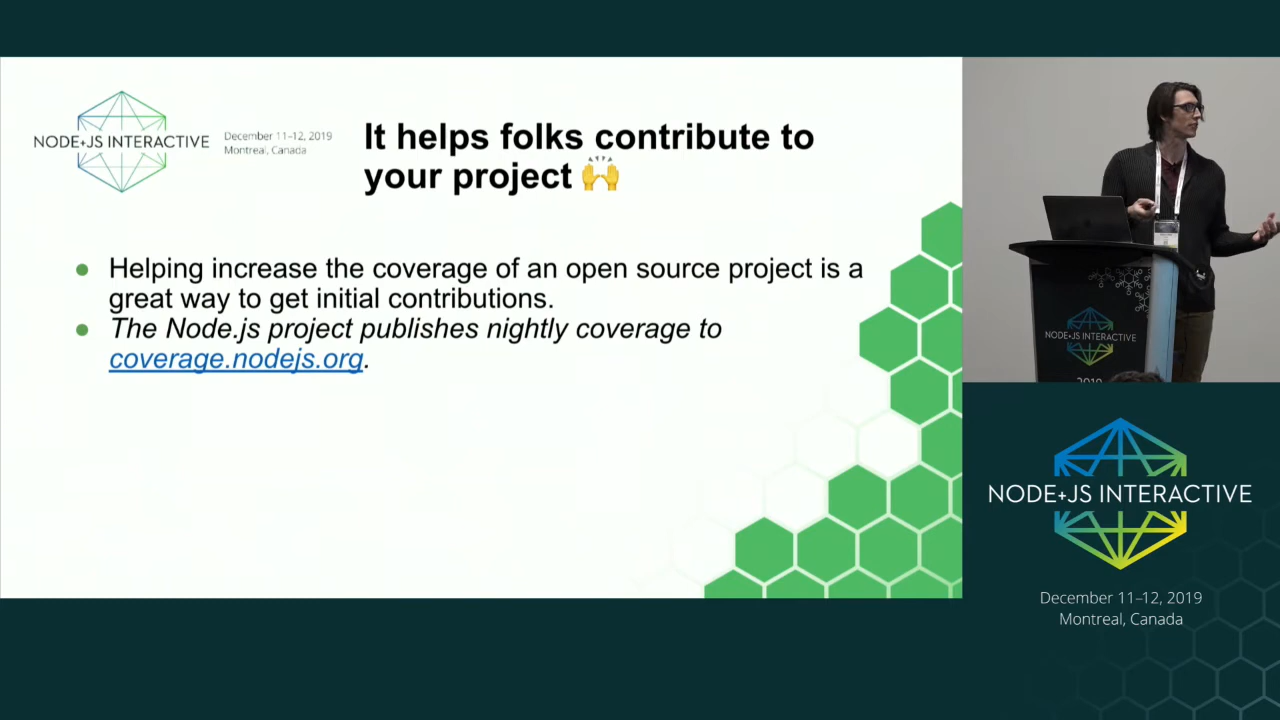 NODE+JS INTERACTIVE
December 11-12, 2019
Montreal, Canada
It helps folks contribute to
your project 🙌
● Helping increase the coverage of an open source project is a
great way to get initial contributions.
● The Node.js project publishes nightly coverage to
coverage.nodejs.org.
NODE+JS INTERACTIVE
2019
NODE+JS INTERACTIVE
December 11–12, 2019
Montreal, Canada